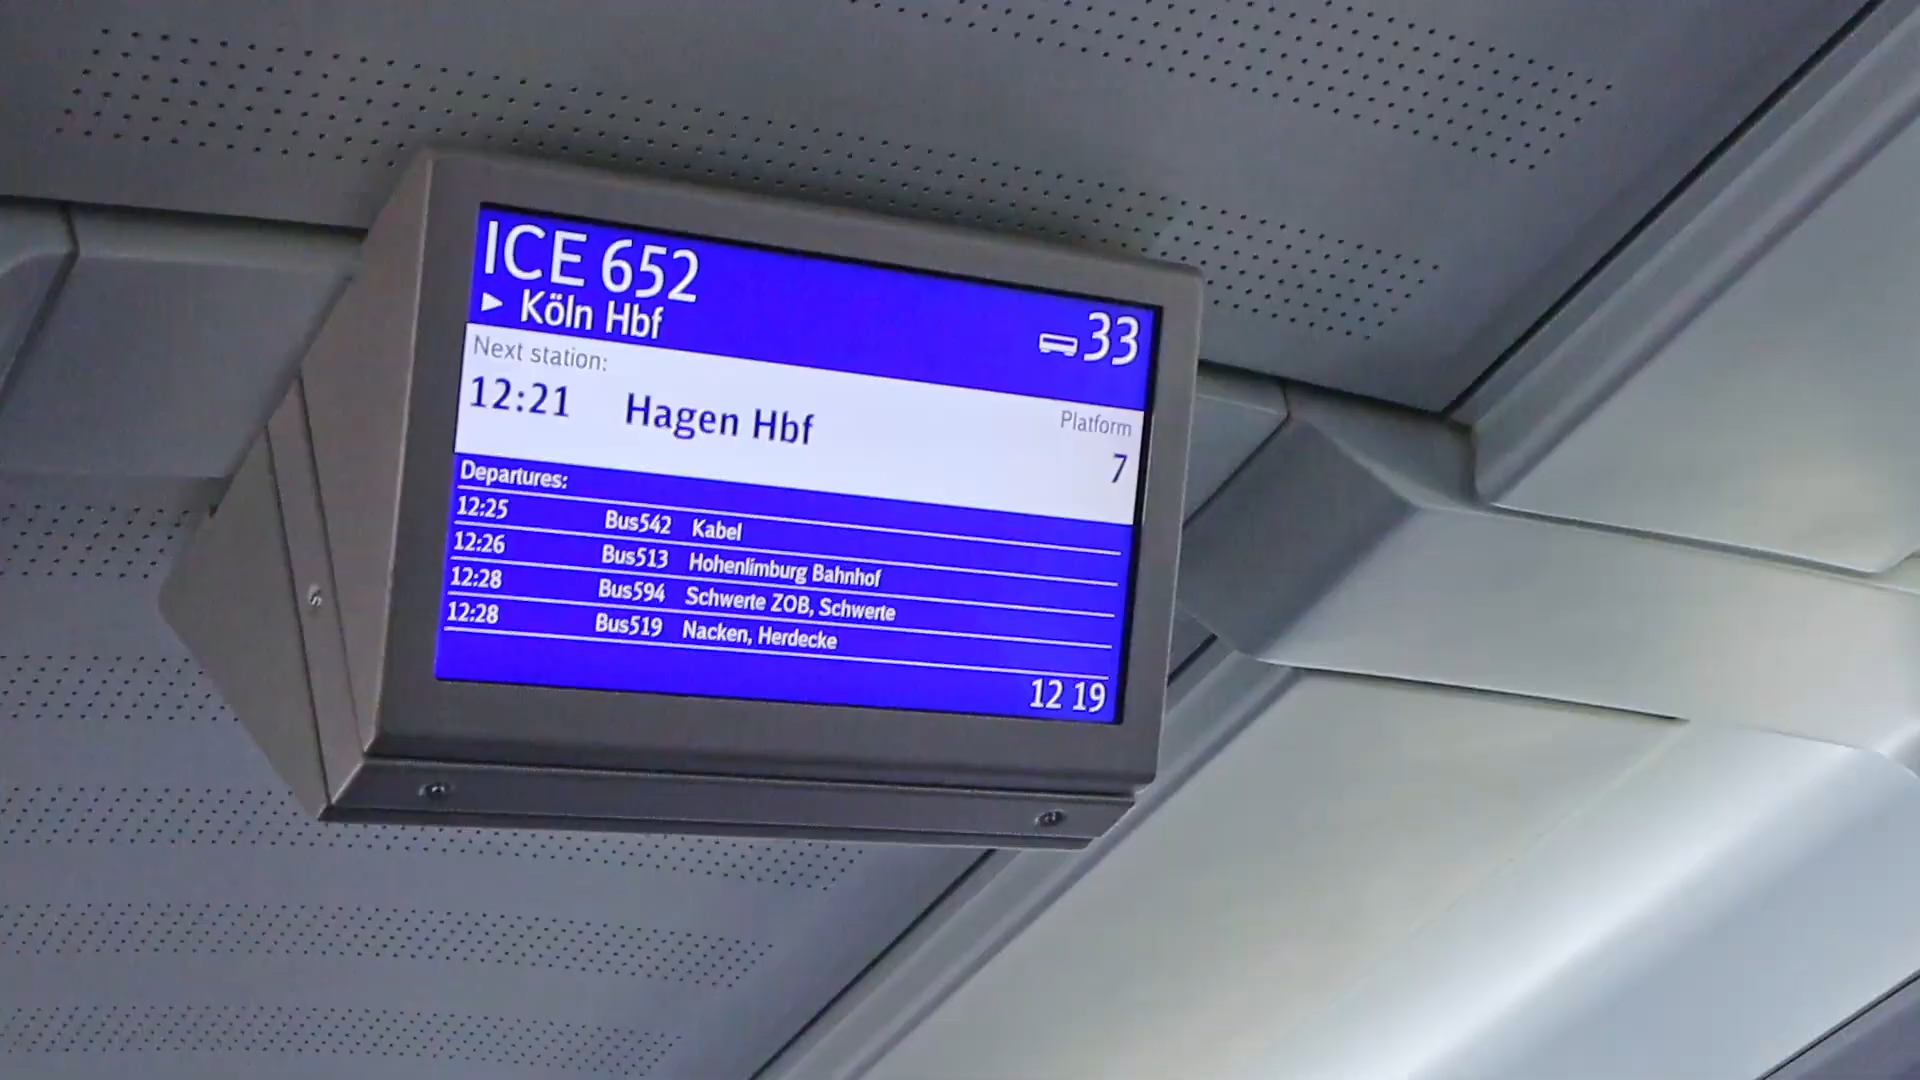 ICE 652
► Köln Hbf
33
Next station:
12:21 Hagen Hbf
Platform
7
Departures:
12:25 Bus542 Kabel
12:26 Bus513 Hohenlimburg Bahnhof
12:28 Bus594 Schwerte ZOB, Schwerte
12:28 Bus519 Nacken, Herdecke
12 19